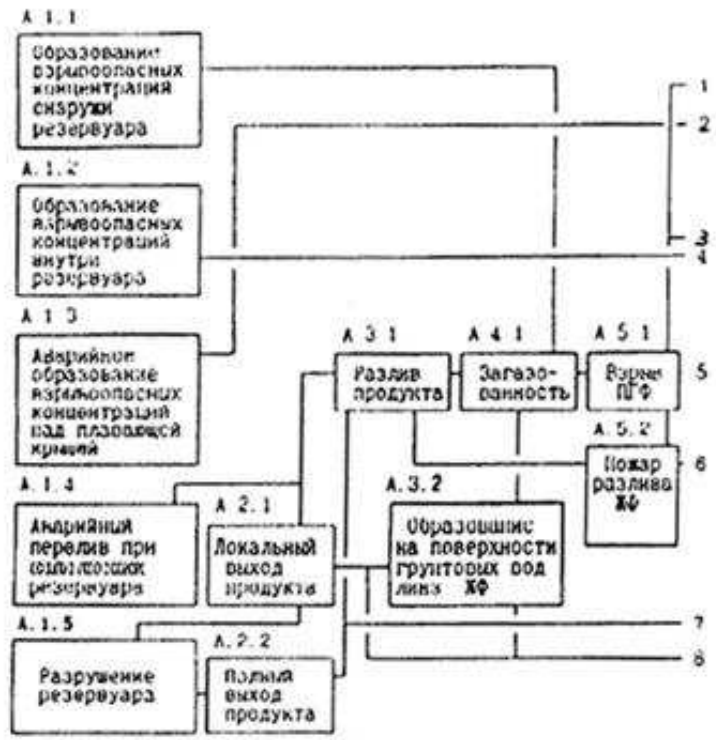 А 1.1
Образование
взрывоопасных
концентраций
снаружи
резервуара
А.1.2
Образование
взрывоопасных
концентраций
внутри
резервуара
А 1 3
Аварийное
образование
взрывоопасных
концентраций
над плавающей
крышей
А.1.4
Аварийный
перелив при
резервуара
А.1.5
Разрушение
резервуара
А 2.1
Локальный
выход
продукта
А.2.2
Полный
выход
продукта
А 3 1
Разлив
продукта
А.3.2
Образование
на поверхности
грунтовых вод
линз ЖФ
А 4 1
Загазо-
ванность
А 5 1
Взрыв
ПГФ
А.5.2
Пожар
разлива
ЖФ
1
2
3
4
5
6
7
8